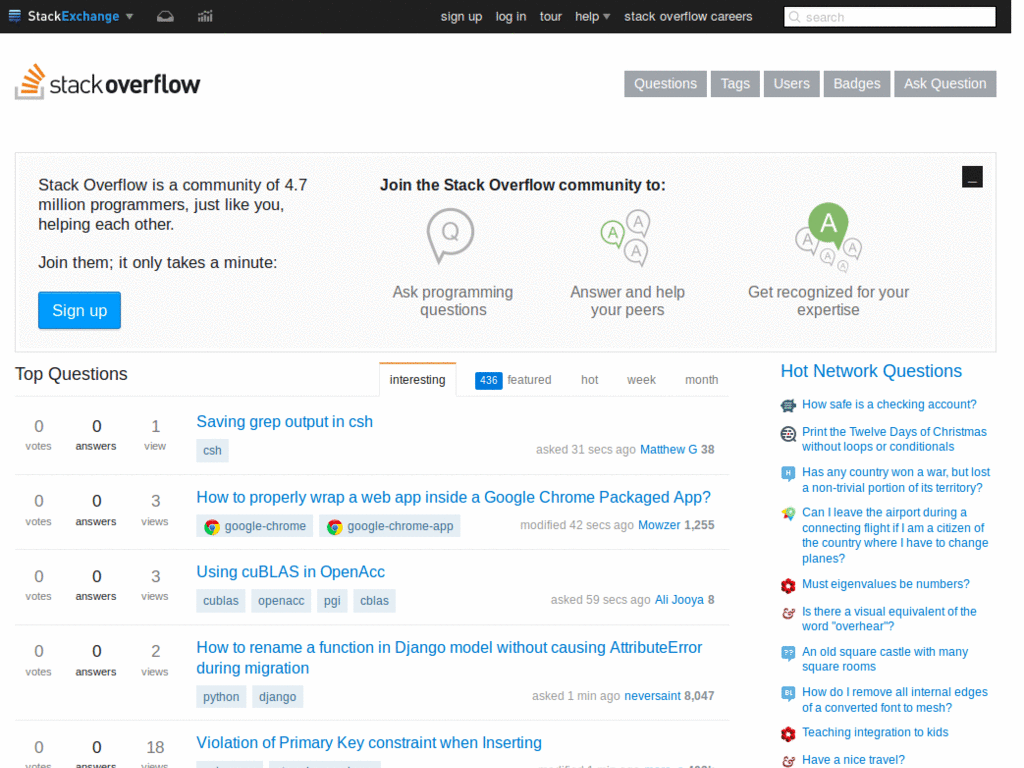 StackExchange
sign up log in tour help stack overflow careers search
stackoverflow
Questions Tags Users Badges Ask Question
Stack Overflow is a community of 4.7
million programmers, just like you,
helping each other.
Join them; it only takes a minute:
Sign up
Join the Stack Overflow community to:
Q
Ask programming
questions
A A A
Answer and help
your peers
A A A A A
Get recognized for your
expertise
Top Questions
interesting 436 featured hot week month
0 votes 0 answers 1 view
Saving grep output in csh
csh
asked 31 secs ago Matthew G 38
0 votes 0 answers 3 views
How to properly wrap a web app inside a Google Chrome Packaged App?
google-chrome google-chrome-app
modified 42 secs ago Mowzer 1,255
0 votes 0 answers 3 views
Using cuBLAS in OpenAcc
cublas openacc pgi cblas
asked 59 secs ago Ali Jooya 8
0 votes 0 answers 2 views
How to rename a function in Django model without causing AttributeError
during migration
python django
asked 1 min ago neversaint 8,047
0 votes 0 answers 18 views
Violation of Primary Key constraint when Inserting
Hot Network Questions
How safe is a checking account?
Print the Twelve Days of Christmas
without loops or conditionals
Has any country won a war, but lost
a non-trivial portion of its territory?
Can I leave the airport during a
connecting flight if I am a citizen of
the country where I have to change
planes?
Must eigenvalues be numbers?
Is there a visual equivalent of the
word "overhear"?
An old square castle with many
square rooms
How do I remove all internal edges
of a converted font to mesh?
Teaching integration to kids
Have a nice travel?